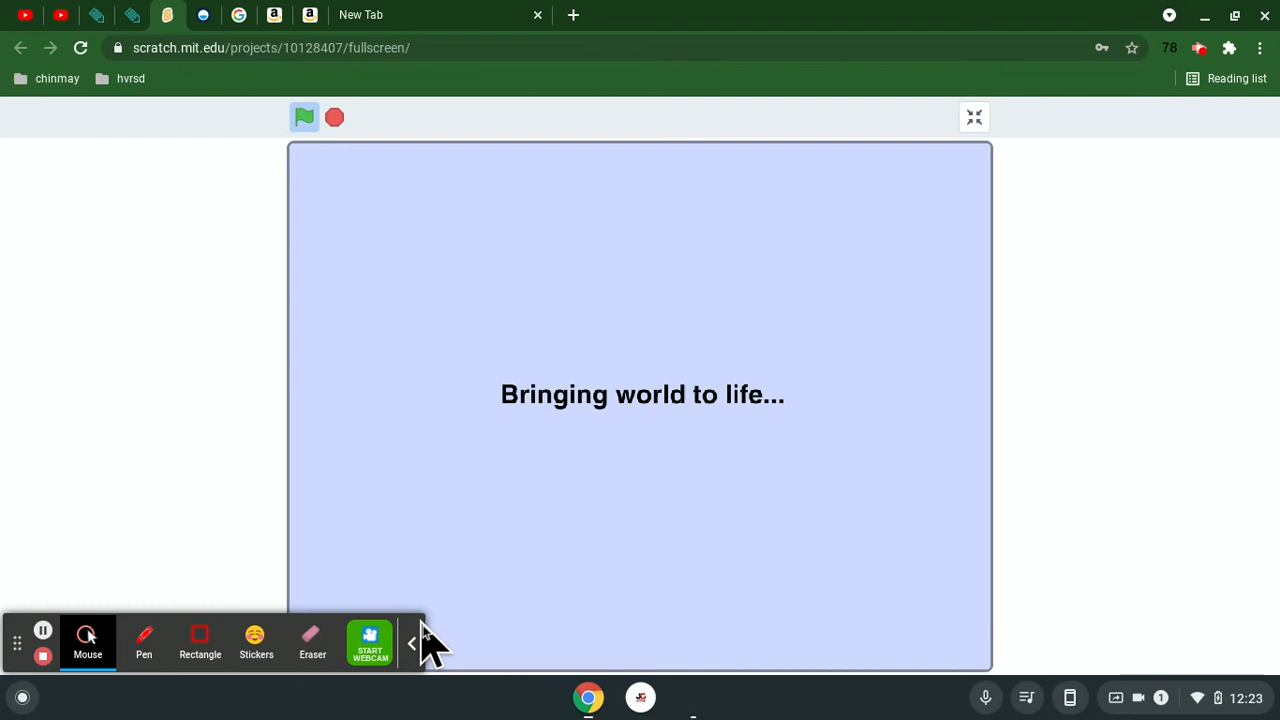 New Tab
scratch.mit.edu/projects/10128407/fullscreen/
78
chinmay
hvrsd
Reading list
Bringing world to life...
Mouse
Pen
Rectangle
Stickers
Eraser
START
WEBCAM
1
12:23